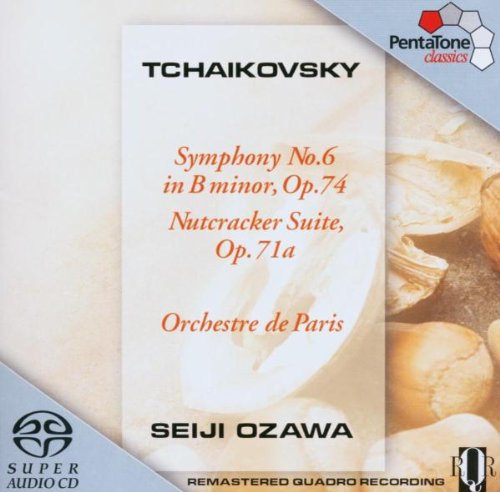 PentaTone
classics
TCHAIKOVSKY
Symphony No.6
in B minor, Op.74
Nutcracker Suite,
Op.71a
Orchestre de Paris
SEIJI OZAWA
SUPER
AUDIO CD
REMASTERED QUADRO RECORDING
RQR